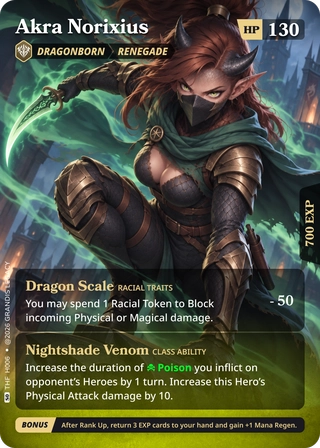 Akra Norixius
HP 130
DRAGONBORN RENEGADE
700 EXP
Dragon Scale RACIAL TRAITS
You may spend 1 Racial Token to Block
incoming Physical or Magical damage.
- 50
Nightshade Venom CLASS ABILITY
Increase the duration of Poison you inflict on
opponent's Heroes by 1 turn. Increase this Hero's
Physical Attack damage by 10.
THF_H006 ✦ @2026 GRANDIS
BONUS After Rank Up, return 3 EXP cards to your hand and gain +1 Mana Regen.